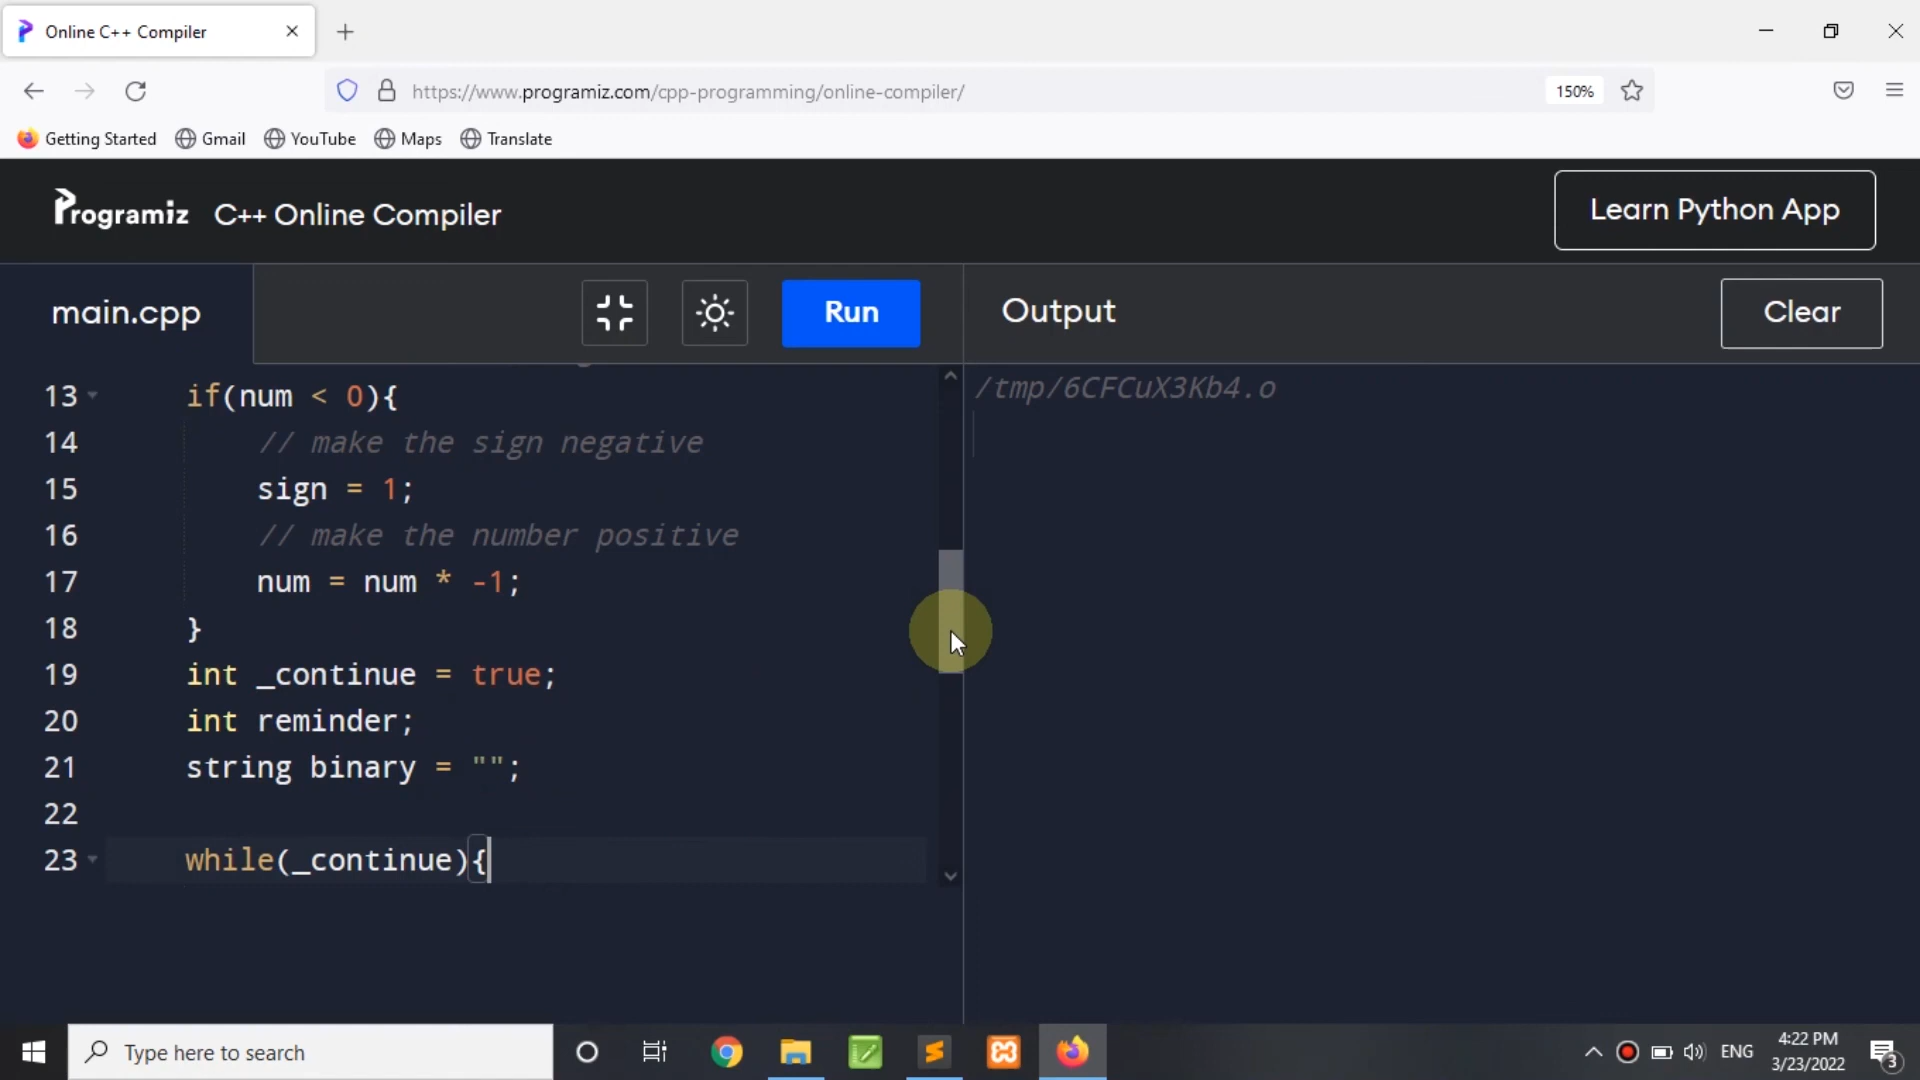 Online C++ Compiler
https://www.programiz.com/cpp-programming/online-compiler/
150%
Getting Started Gmail YouTube Maps Translate
Programiz C++ Online Compiler
Learn Python App
main.cpp
Run
Output
Clear
13 if(num < 0){
14 // make the sign negative
15 sign = 1;
16 // make the number positive
17 num = num * -1;
18 }
19 int _continue = true;
20 int reminder;
21 string binary = "";
22
23 while(_continue){
/tmp/6CFCuX3Kb4.o
Type here to search
ENG
4:22 PM
3/23/2022
3